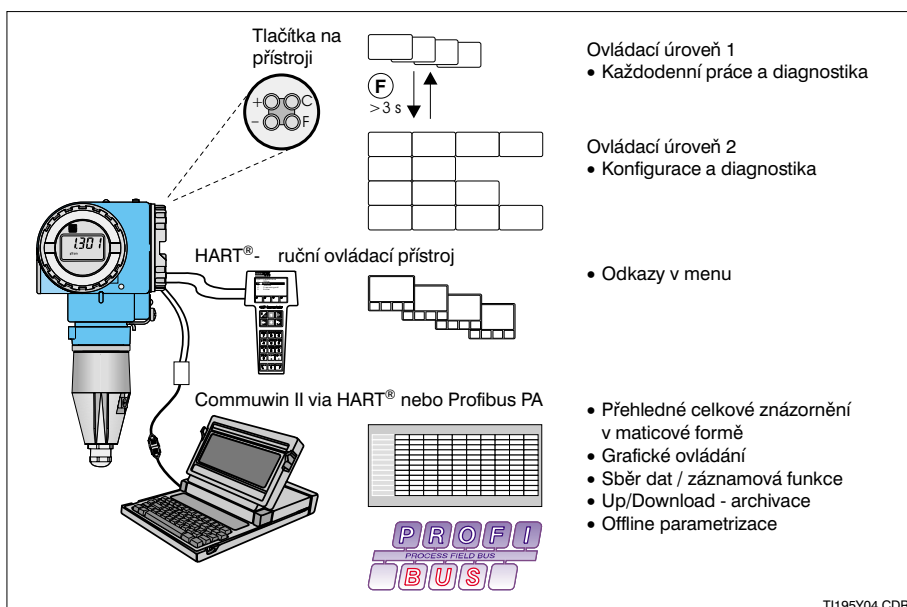 Tlačítka na
přístroji
+ C
- F
F
>3 s
Ovládací úroveň 1
• Každodenní práce a diagnostika
Ovládací úroveň 2
• Konfigurace a diagnostika
1.301
HART®- ruční ovládací přístroj
• Odkazy v menu
Commuwin II via HART® nebo Profibus PA
• Přehledné celkové znázornění
v maticové formě
• Grafické ovládání
• Sběr dat / záznamová funkce
• Up/Download - archivace
• Offline parametrizace
PROFI
PROCESS FIELD BUS
BUS
TI195Y04.CDR